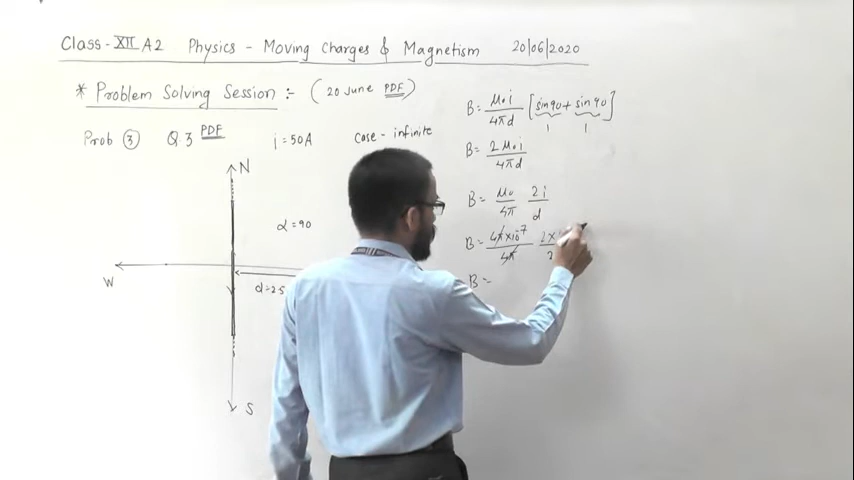 Class-XII A2 Physics - Moving Charges & Magnetism 20/06/2020
* Problem Solving Session :- (20 June PDF)
Prob ③ Q.3 PDF i = 50A case - infinite
N
α = 90
W
d = 2.5
S
B = μ₀i/4πd [sin90 + sin90]
1 1
B = 2μ₀i/4πd
B = μ₀/4π 2i/d
B = 4π×10⁻⁷/4π 2×
B =